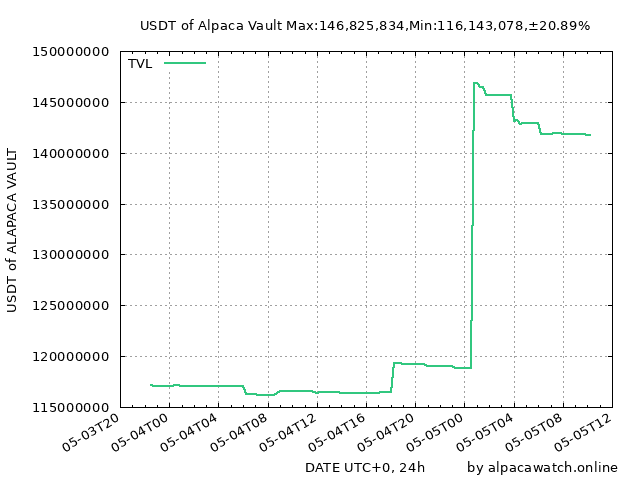 USDT of Alpaca Vault Max:146,825,834,Min:116,143,078,±20.89%
150000000
TVL
145000000
140000000
135000000
130000000
125000000
120000000
115000000
USDT of ALAPACA VAULT
05-03T20
05-04T00
05-04T04
05-04T08
05-04T12
05-04T16
05-04T20
05-05T00
05-05T04
05-05T08
05-05T12
DATE UTC+0, 24h
by alpacawatch.online